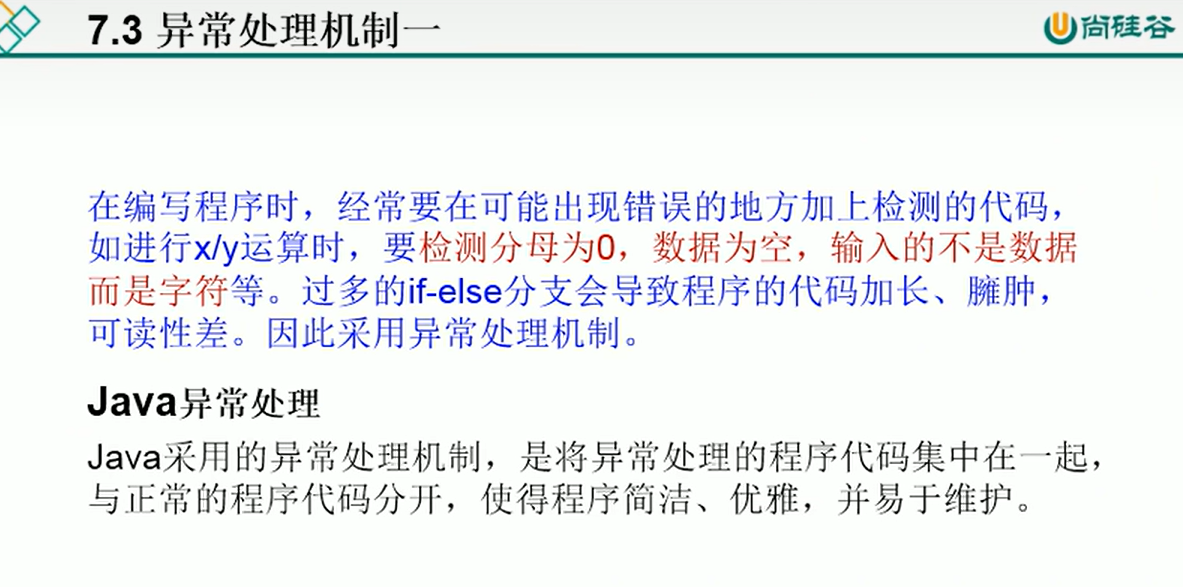 7.3 异常处理机制一
尚硅谷
在编写程序时，经常要在可能出现错误的地方加上检测的代码，
如进行x/y运算时，要检测分母为0，数据为空，输入的不是数据
而是字符等。过多的if-else分支会导致程序的代码加长、臃肿，
可读性差。因此采用异常处理机制。
Java异常处理
Java采用的异常处理机制，是将异常处理的程序代码集中在一起，
与正常的程序代码分开，使得程序简洁、优雅，并易于维护。